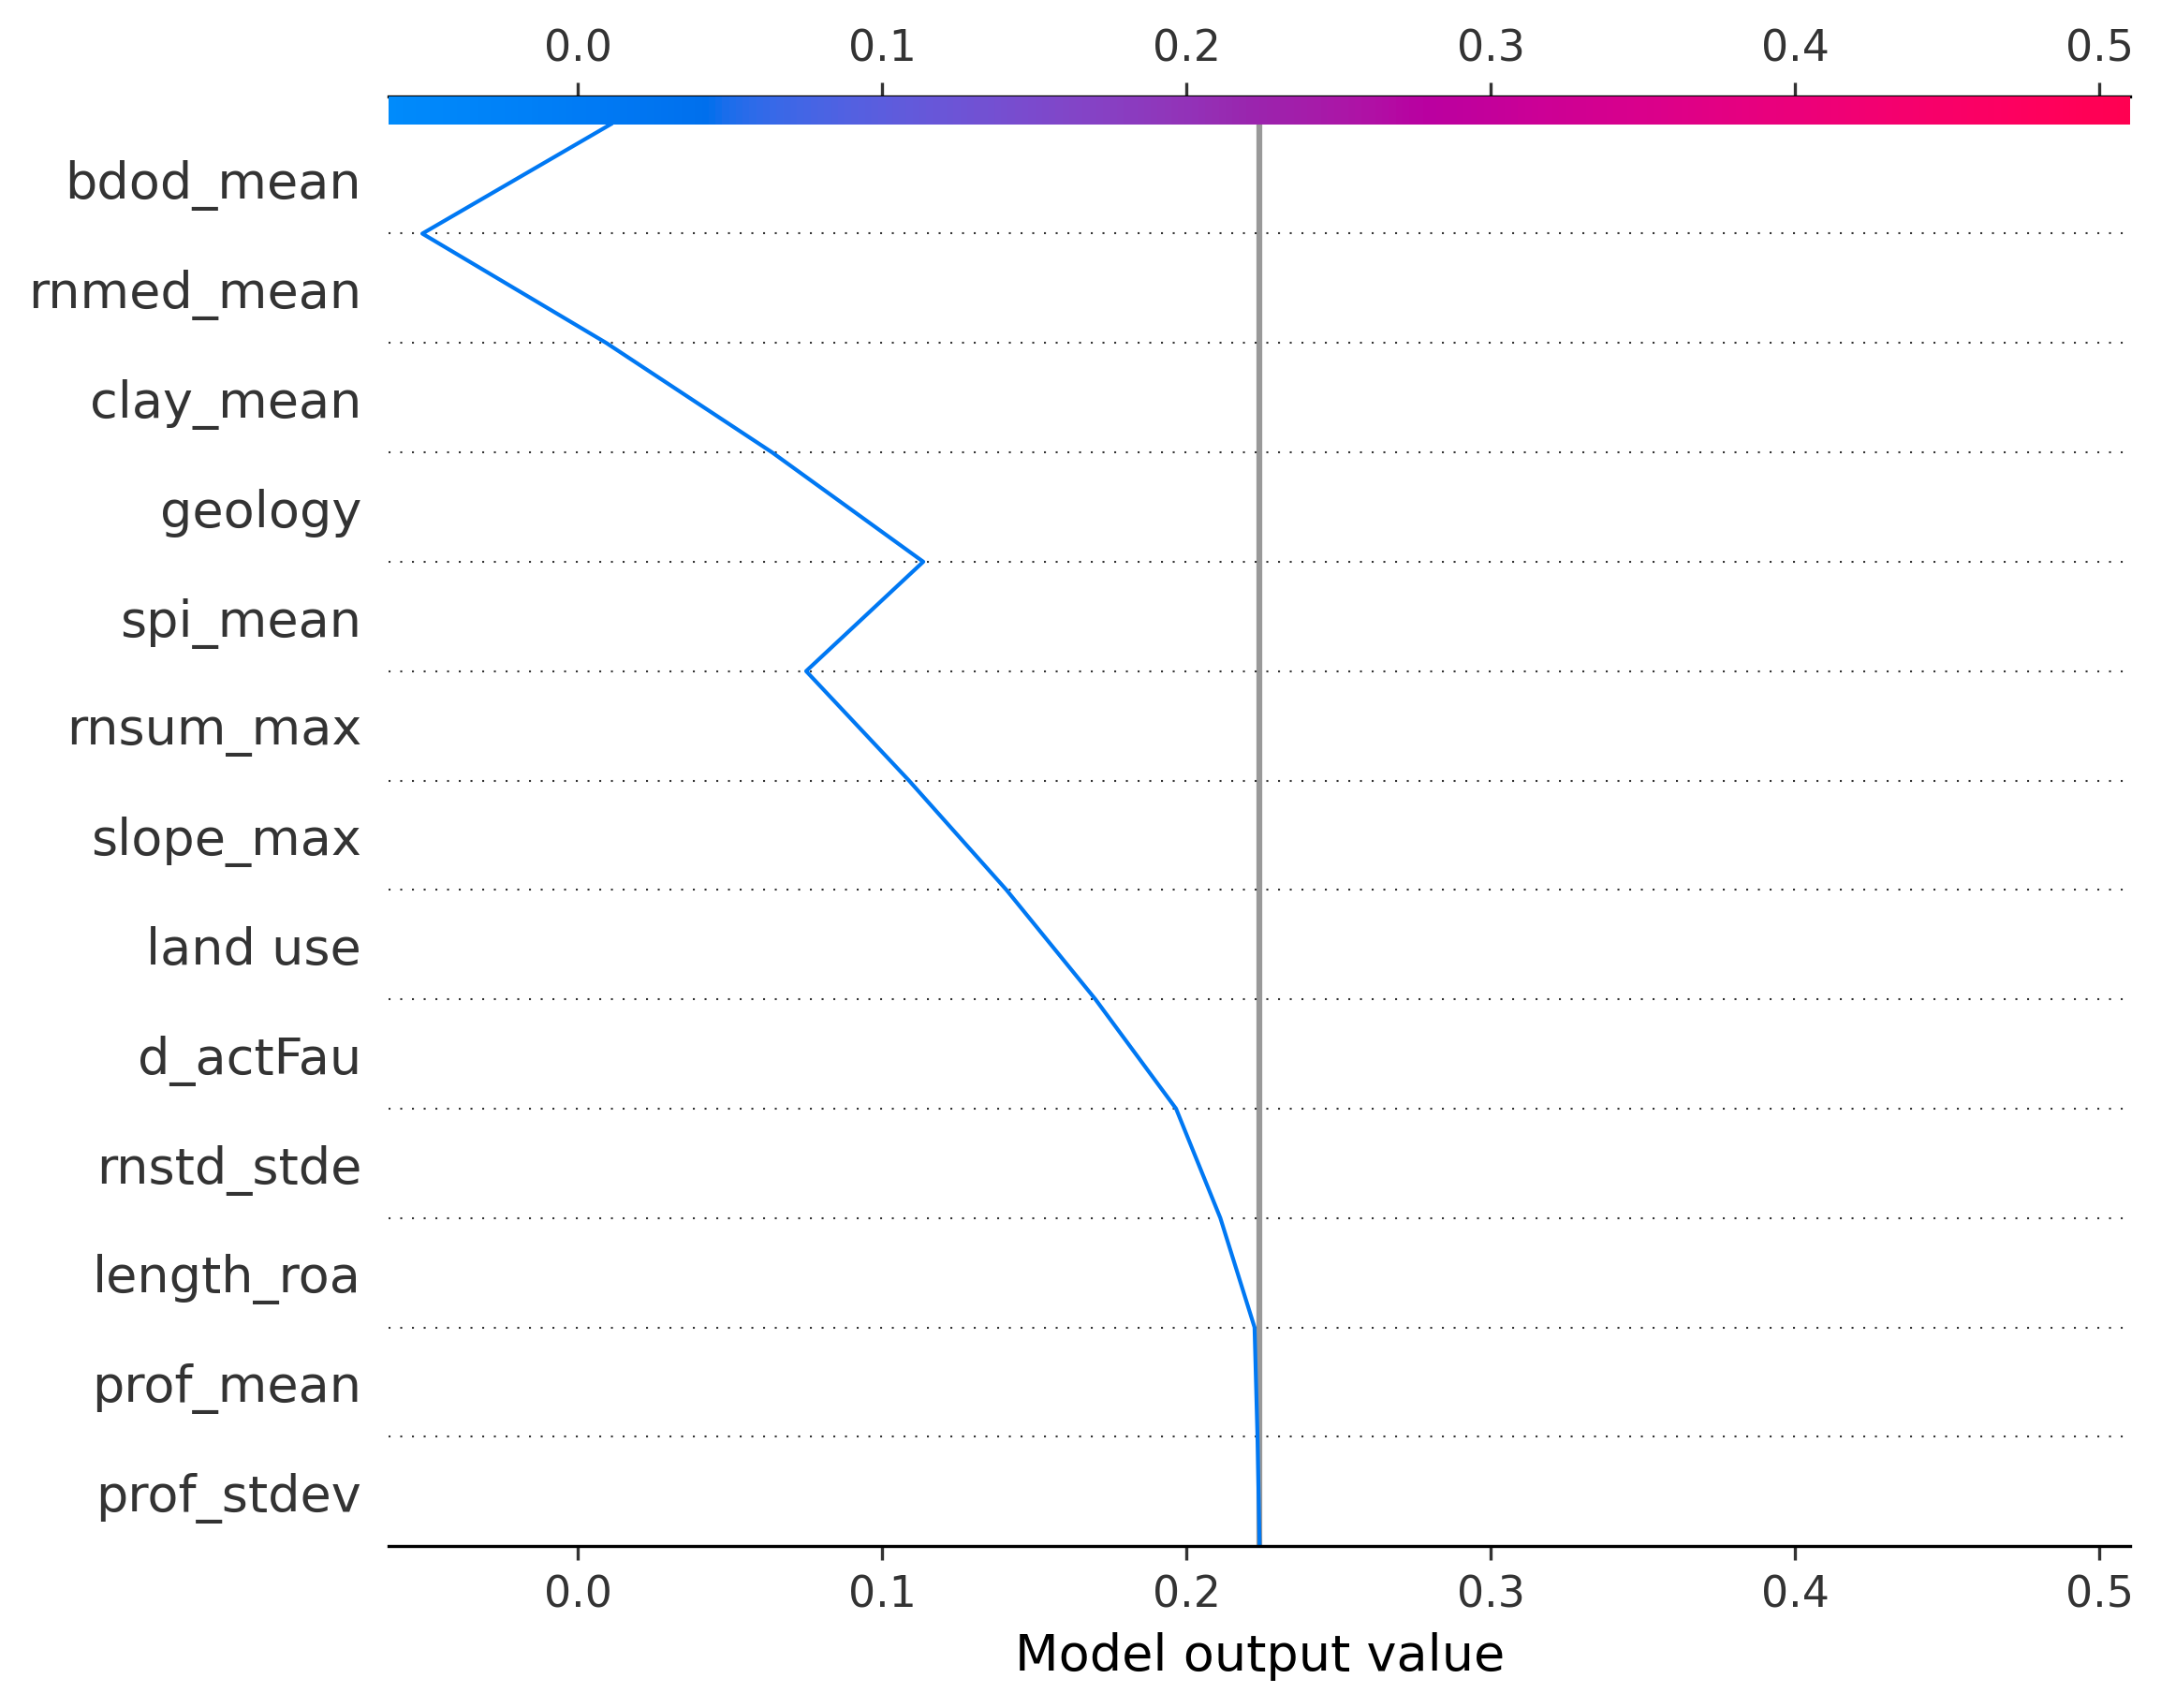 0.0 0.1 0.2 0.3 0.4 0.5
bdod_mean
rnmed_mean
clay_mean
geology
spi_mean
rnsum_max
slope_max
land use
d_actFau
rnstd_stde
length_roa
prof_mean
prof_stdev
0.0 0.1 0.2 0.3 0.4 0.5
Model output value